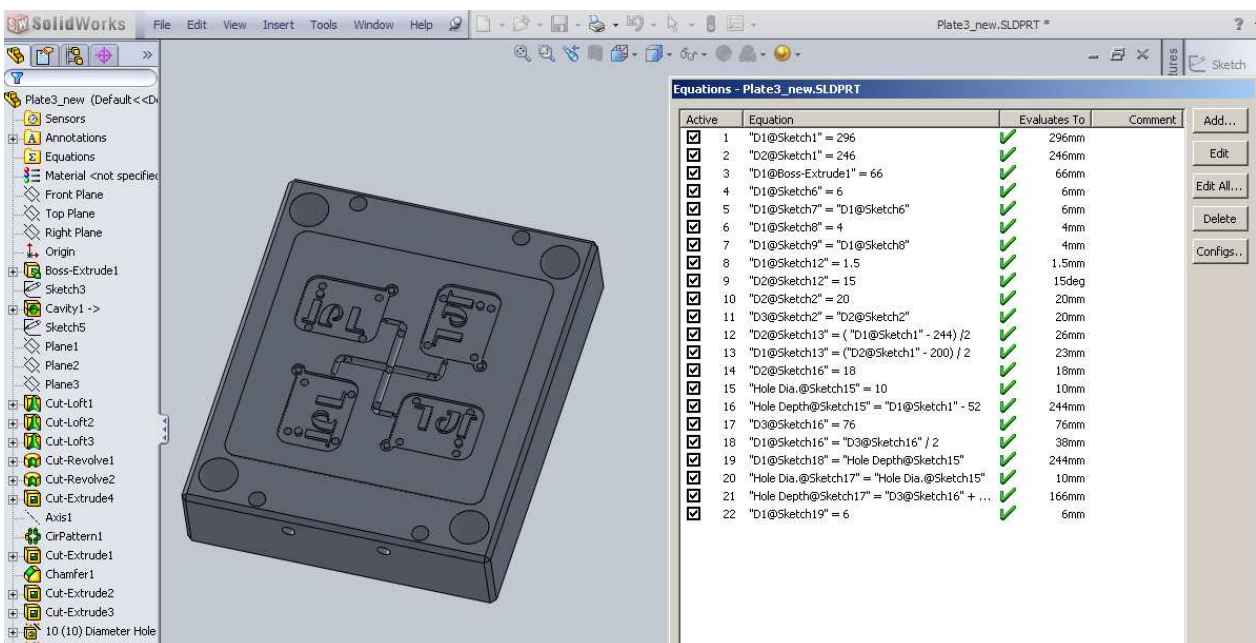 SolidWorks File Edit View Insert Tools Window Help Plate3_new.SLDPRT * ?
Sketch
Plate3_new (Default<<D
Sensors
A Annotations
Σ Equations
Material <not specified
Front Plane
Top Plane
Right Plane
Origin
Boss-Extrude1
Sketch3
Cavity1 ->
Sketch5
Plane1
Plane2
Plane3
Cut-Loft1
Cut-Loft2
Cut-Loft3
Cut-Revolve1
Cut-Revolve2
Cut-Extrude4
Axis1
CirPattern1
Cut-Extrude1
Chamfer1
Cut-Extrude2
Cut-Extrude3
10 (10) Diameter Hole
Equations - Plate3_new.SLDPRT
Active Equation Evaluates To Comment
1 "D1@Sketch1" = 296 296mm
2 "D2@Sketch1" = 246 246mm
3 "D1@Boss-Extrude1" = 66 66mm
4 "D1@Sketch6" = 6 6mm
5 "D1@Sketch7" = "D1@Sketch6" 6mm
6 "D1@Sketch8" = 4 4mm
7 "D1@Sketch9" = "D1@Sketch8" 4mm
8 "D1@Sketch12" = 1.5 1.5mm
9 "D2@Sketch12" = 15 15deg
10 "D2@Sketch2" = 20 20mm
11 "D3@Sketch2" = "D2@Sketch2" 20mm
12 "D2@Sketch13" = ( "D1@Sketch1" - 244) /2 26mm
13 "D1@Sketch13" = ("D2@Sketch1" - 200) / 2 23mm
14 "D2@Sketch16" = 18 18mm
15 "Hole Dia.@Sketch15" = 10 10mm
16 "Hole Depth@Sketch15" = "D1@Sketch1" - 52 244mm
17 "D3@Sketch16" = 76 76mm
18 "D1@Sketch16" = "D3@Sketch16" / 2 38mm
19 "D1@Sketch18" = "Hole Depth@Sketch15" 244mm
20 "Hole Dia.@Sketch17" = "Hole Dia.@Sketch15" 10mm
21 "Hole Depth@Sketch17" = "D3@Sketch16" + ... 166mm
22 "D1@Sketch19" = 6 6mm
Add...
Edit
Edit All...
Delete
Configs..